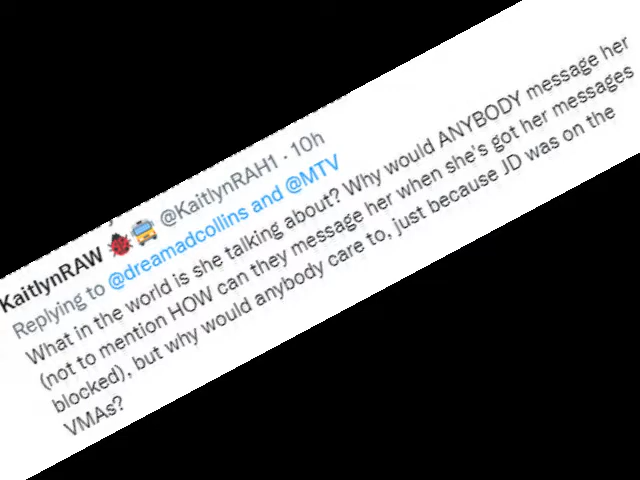 KaitlynRAW 🐞🚍 @KaitlynRAH1 · 10h
Replying to @dreamadcollins and @MTV
What in the world is she talking about? Why would ANYBODY message her
(not to mention HOW can they message her when she's got her messages
blocked), but why would anybody care to, just because JD was on the
VMAs?